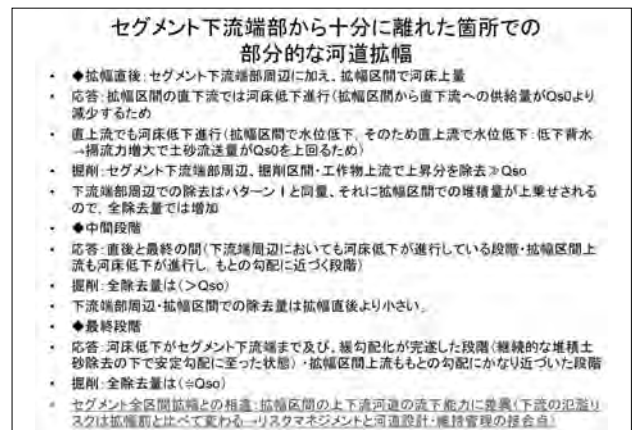 セグメント下流端部から十分に離れた箇所での
部分的な河道拡幅
• ◆拡幅直後:セグメント下流端部周辺に加え、拡幅区間で河床上量
• 応答:拡幅区間の直下流では河床低下進行(拡幅区間から直下流への供給量がQs0より
減少するため
• 直上流でも河床低下進行(拡幅区間で水位低下、そのため直上流で水位低下:低下背水
→掃流力増大で土砂流送量がQs0を上回るため)
• 掘削:セグメント下流端部周辺、掘削区間・工作物上流で上昇分を除去≫Qso
• 下流端部周辺での除去はパターンⅠと同量、それに拡幅区間での堆積量が上乗せされる
ので、全除去量では増加
• ◆中間段階
• 応答:直後と最終の間(下流端周辺においても河床低下が進行している段階・拡幅区間上
流も河床低下が進行し、もとの勾配に近づく段階)
• 掘削:全除去量は(>Qso)
• 下流端部周辺・拡幅区間での除去量は拡幅直後より小さい。
• ◆最終段階
• 応答:河床低下がセグメント下流端まで及び、緩勾配化が完遂した段階(継続的な堆積土
砂除去の下で安定勾配に至った状態)・拡幅区間上流ももとの勾配にかなり近づいた段階
• 掘削:全除去量は(≒Qso)
• セグメント全区間拡幅との相違:拡幅区間の上下流河道の流下能力に差異(下流の氾濫リ
スクは拡幅前と比べて変わる→リスクマネジメントと河道設計・維持管理の接合点)